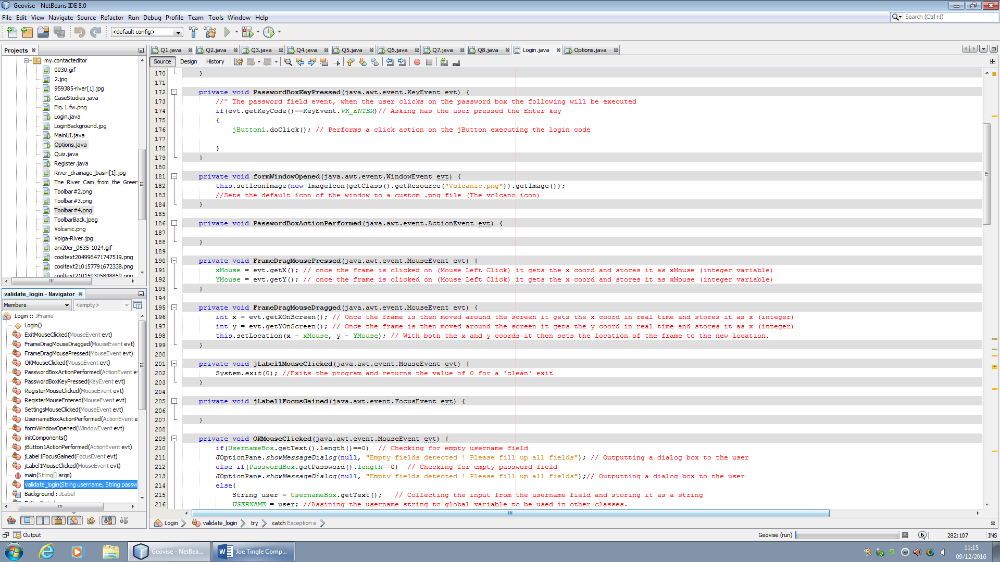 Geovise - NetBeans IDE 8.0
File Edit View Navigate Source Refactor Run Debug Profile Team Tools Window Help
Search (Ctrl+I)
<default config>
Projects
my.contacteditor
0030.gif
2.jpg
959385-river[1].jpg
CaseStudies.java
Fig.1.fw.png
Login.java
LoginBackground.jpg
MainUI.java
Options.java
Quiz.java
Register.java
River_drainage_basin[1].jpg
The_River_Cam_from_the_Green
Toolbar#2.png
Toolbar#3.png
Toolbar#4.png
ToolbarBack.jpeg
Volcanic.png
Volga-River.jpg
ani20er_0635-1024.gif
cooltext204996471747519.png
cooltext210157791672338.png
cooltext210159305848859.png
validate_login - Navigator
Members <empty>
Login :: JFrame
Login()
ExitMouseClicked(MouseEvent evt)
FrameDragMouseDragged(MouseEvent evt)
FrameDragMousePressed(MouseEvent evt)
OKMouseClicked(MouseEvent evt)
PasswordBoxActionPerformed(ActionEvent ev
PasswordBoxKeyPressed(KeyEvent evt)
RegisterMouseClicked(MouseEvent evt)
RegisterMouseEntered(MouseEvent evt)
SettingsMouseClicked(MouseEvent evt)
UsernameBoxActionPerformed(ActionEvent e
formWindowOpened(WindowEvent evt)
initComponents()
jButton1ActionPerformed(ActionEvent evt)
jLabel1FocusGained(FocusEvent evt)
jLabel1MouseClicked(MouseEvent evt)
main(String[] args)
validate_login(String username, String passw
Background : JLabel
Q1.java Q2.java Q3.java Q4.java Q5.java Q6.java Q7.java Q8.java Login.java Options.java
Source Design History
170 }
171
172 private void PasswordBoxKeyPressed(java.awt.event.KeyEvent evt) {
173 //^ The password field event, when the user clicks on the password box the following will be executed
174 if(evt.getKeyCode()==KeyEvent.VK_ENTER)// Asking has the user pressed the Enter key
175 {
176 jButton1.doClick(); // Performs a click action on the jButton executing the login code
177
178 }
179 }
180
181 private void formWindowOpened(java.awt.event.WindowEvent evt) {
182 this.setIconImage(new ImageIcon(getClass().getResource("Volcanic.png")).getImage());
183 //Sets the default icon of the window to a custom .png file (The volcano icon)
184 }
185
186 private void PasswordBoxActionPerformed(java.awt.event.ActionEvent evt) {
187
188 }
189
190 private void FrameDragMousePressed(java.awt.event.MouseEvent evt) {
191 xMouse = evt.getX(); // once the frame is clicked on (Mouse Left Click) it gets the x coord and stores it as xMouse (integer variable)
192 YMouse = evt.getY(); // once the frame is clicked on (Mouse Left Click) it gets the x coord and stores it as xMouse (integer variable)
193 }
194
195 private void FrameDragMouseDragged(java.awt.event.MouseEvent evt) {
196 int x = evt.getXOnScreen(); // Once the frame is then moved around the screen it gets the x coord in real time and stores it as x (integer)
197 int y = evt.getYOnScreen(); // Once the frame is then moved around the screen it gets the y coord in real time and stores it as x (integer)
198 this.setLocation(x - xMouse, y - YMouse); // With both the x and y coords it then sets the location of the frame to the new location.
199 }
200
201 private void jLabel1MouseClicked(java.awt.event.MouseEvent evt) {
202 System.exit(0); //Exits the program and returns the value of 0 for a 'clean' exit
203 }
204
205 private void jLabel1FocusGained(java.awt.event.FocusEvent evt) {
206
207 }
208
209 private void OKMouseClicked(java.awt.event.MouseEvent evt) {
210 if(UsernameBox.getText().length()==0) // Checking for empty username field
211 JOptionPane.showMessageDialog(null, "Empty fields detected ! Please fill up all fields"); // Outputting a dialog box to the user
212 else if(PasswordBox.getPassword().length==0) // Checking for empty password field
213 JOptionPane.showMessageDialog(null, "Empty fields detected ! Please fill up all fields");// Outputting a dialog box to the user
214 else{
215 String user = UsernameBox.getText(); // Collecting the input from the username field and storing it as a string
216 USERNAME = user; //Assining the username string to global variable to be used in other classes.
Login validate_login try catch Exception e
Output
Geovise (run) 6 282:107 INS
Geovise - NetBea... Joe Tingle Comp...
11:15
09/12/2016